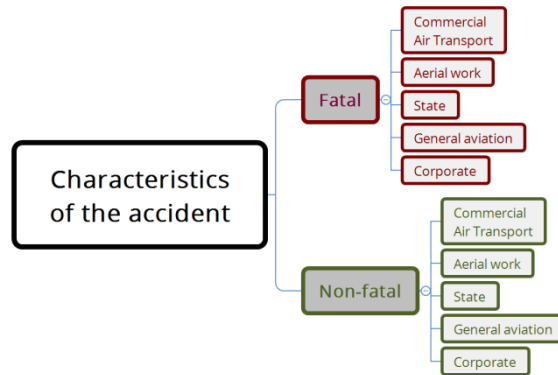 Characteristics
of the accident
Fatal
Commercial
Air Transport
Aerial work
State
General aviation
Corporate
Non-fatal
Commercial
Air Transport
Aerial work
State
General aviation
Corporate